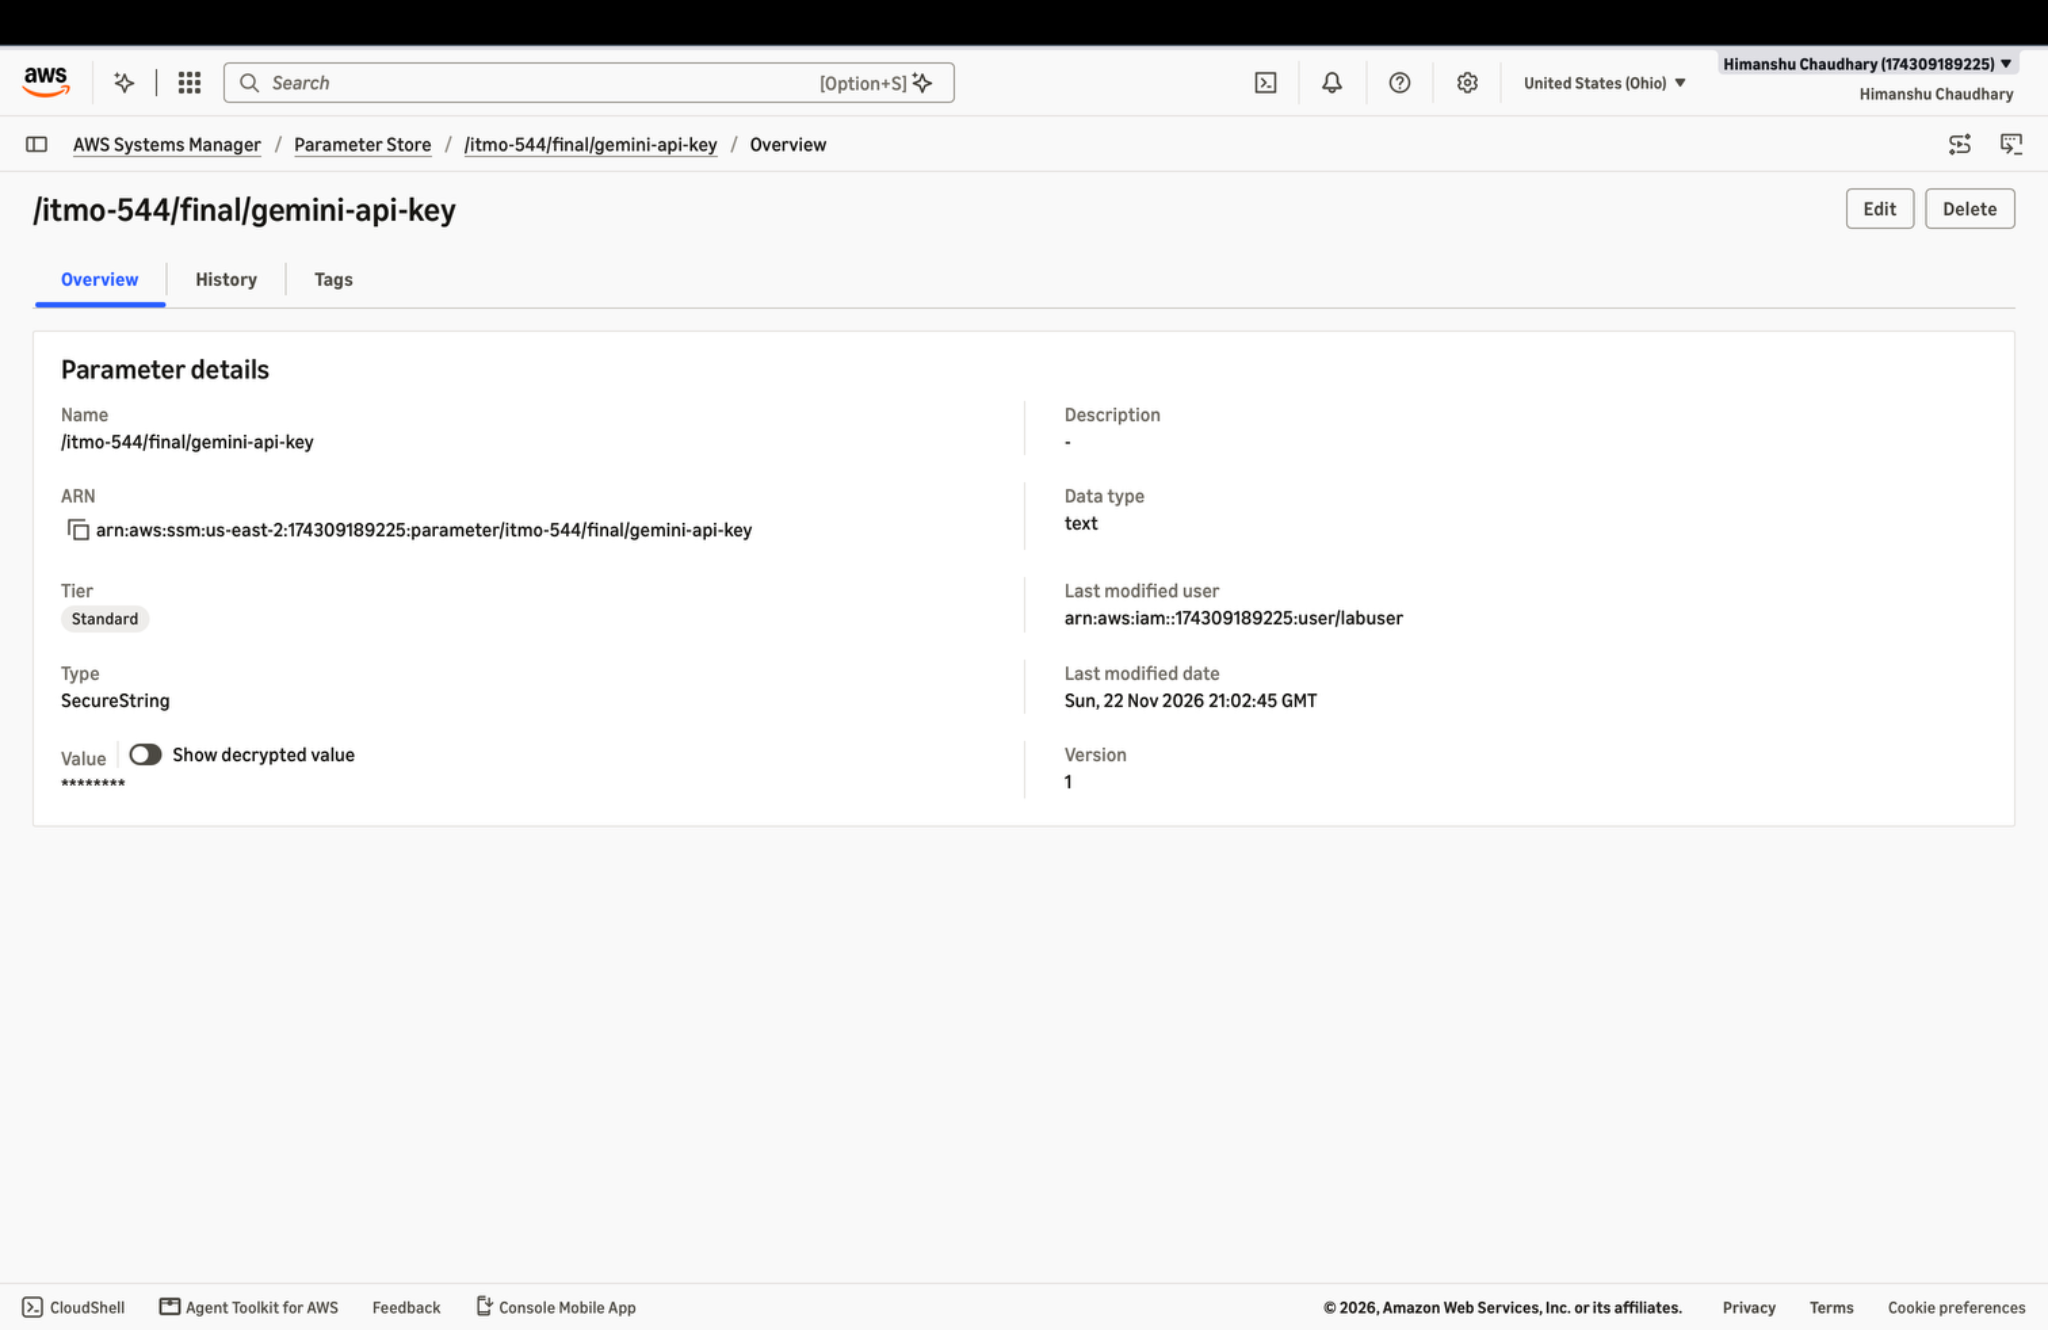 aws
Search
[Option+S]
United States (Ohio)
Himanshu Chaudhary (174309189225)
Himanshu Chaudhary
AWS Systems Manager / Parameter Store / /itmo-544/final/gemini-api-key / Overview
/itmo-544/final/gemini-api-key
Edit
Delete
Overview
History
Tags
Parameter details
Name
/itmo-544/final/gemini-api-key
Description
-
ARN
arn:aws:ssm:us-east-2:174309189225:parameter/itmo-544/final/gemini-api-key
Data type
text
Tier
Standard
Last modified user
arn:aws:iam::174309189225:user/labuser
Type
SecureString
Last modified date
Sun, 22 Nov 2026 21:02:45 GMT
Value
Show decrypted value
********
Version
1
CloudShell
Agent Toolkit for AWS
Feedback
Console Mobile App
© 2026, Amazon Web Services, Inc. or its affiliates.
Privacy
Terms
Cookie preferences